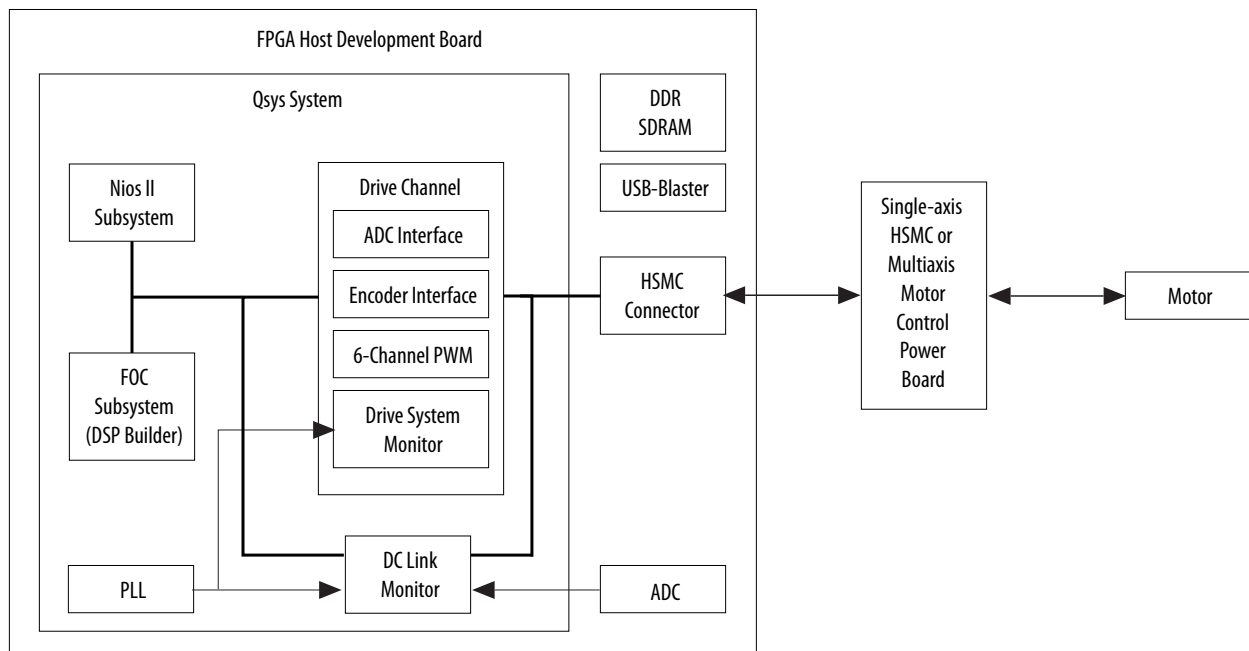 FPGA Host Development Board
Qsys System
DDR
SDRAM
Nios II
Subsystem
Drive Channel
USB-Blaster
ADC Interface
Single-axis
HSMC or
Multiaxis
Motor
Control
Power
Board
Encoder Interface
HSMC
Connector
Motor
6-Channel PWM
FOC
Subsystem
(DSP Builder)
Drive System
Monitor
DC Link
Monitor
PLL
ADC